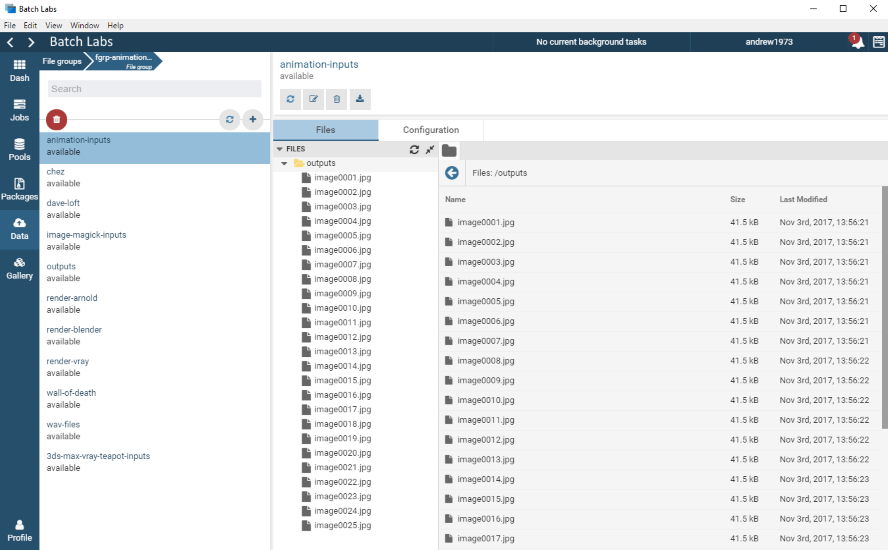 Batch Labs
File Edit View Window Help
Batch Labs
No current background tasks
andrew1973
1
Dash
Jobs
Pools
Packages
Data
Gallery
Profile
File groups
fgrp-animation...
File group
Search
animation-inputs
available
chez
available
dave-loft
available
image-magick-inputs
available
outputs
available
render-arnold
available
render-blender
available
render-vray
available
wall-of-death
available
wav-files
available
3ds-max-vray-teapot-inputs
available
animation-inputs
available
Files Configuration
FILES
outputs
image0001.jpg
image0002.jpg
image0003.jpg
image0004.jpg
image0005.jpg
image0006.jpg
image0007.jpg
image0008.jpg
image0009.jpg
image0010.jpg
image0011.jpg
image0012.jpg
image0013.jpg
image0014.jpg
image0015.jpg
image0016.jpg
image0017.jpg
image0018.jpg
image0019.jpg
image0020.jpg
image0021.jpg
image0022.jpg
image0023.jpg
image0024.jpg
image0025.jpg
Files: /outputs
Name Size Last Modified
image0001.jpg 41.5 kB Nov 3rd, 2017, 13:56:21
image0002.jpg 41.5 kB Nov 3rd, 2017, 13:56:21
image0003.jpg 41.5 kB Nov 3rd, 2017, 13:56:21
image0004.jpg 41.5 kB Nov 3rd, 2017, 13:56:21
image0005.jpg 41.5 kB Nov 3rd, 2017, 13:56:21
image0006.jpg 41.5 kB Nov 3rd, 2017, 13:56:21
image0007.jpg 41.5 kB Nov 3rd, 2017, 13:56:21
image0008.jpg 41.5 kB Nov 3rd, 2017, 13:56:22
image0009.jpg 41.5 kB Nov 3rd, 2017, 13:56:22
image0010.jpg 41.5 kB Nov 3rd, 2017, 13:56:22
image0011.jpg 41.5 kB Nov 3rd, 2017, 13:56:22
image0012.jpg 41.5 kB Nov 3rd, 2017, 13:56:22
image0013.jpg 41.5 kB Nov 3rd, 2017, 13:56:22
image0014.jpg 41.5 kB Nov 3rd, 2017, 13:56:23
image0015.jpg 41.5 kB Nov 3rd, 2017, 13:56:23
image0016.jpg 41.5 kB Nov 3rd, 2017, 13:56:23
image0017.jpg 41.5 kB Nov 3rd, 2017, 13:56:23